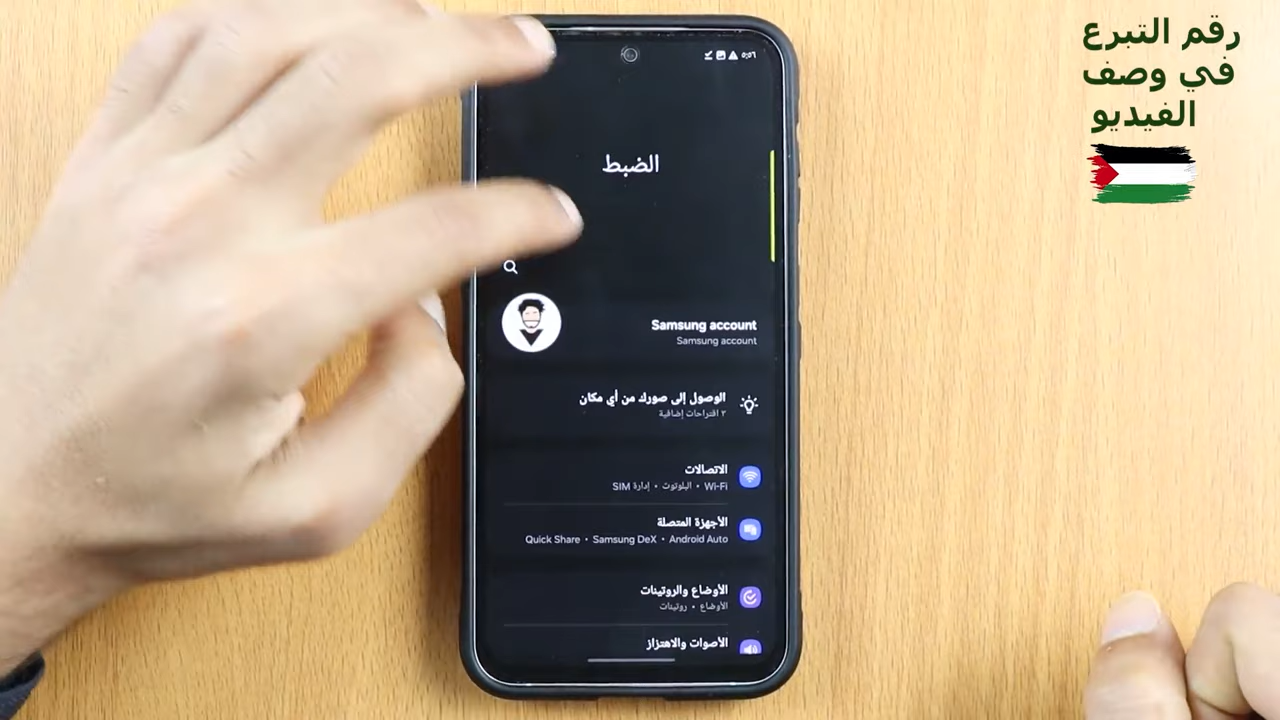 رقم التبرع
في وصف
الفيديو
٥:٥٦
الضبط
Samsung account
Samsung account
الوصول إلى صورك من أي مكان
٢ اقتراحات إضافية
الاتصالات
Wi-Fi • البلوتوث • إدارة SIM
الأجهزة المتصلة
Quick Share • Samsung DeX • Android Auto
الأوضاع والروتينات
الأوضاع • روتينات
الأصوات والاهتزاز